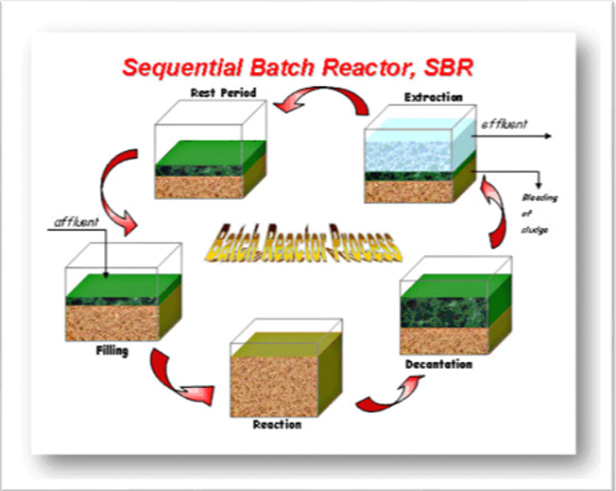 Sequential Batch Reactor, SBR
Rest Period
Extraction
effluent
Bleeding
of
sludge
affluent
Batch Reactor Process
Filling
Decantation
Reaction